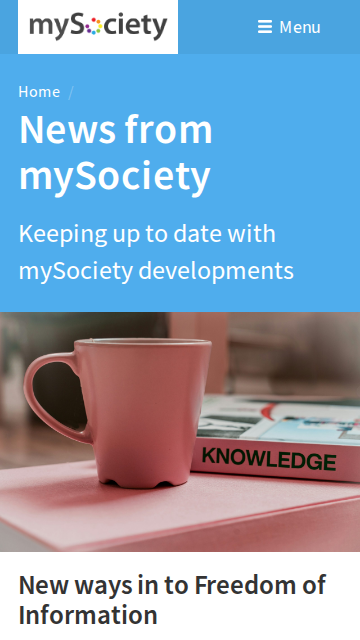 mySociety
Menu
Home /
News from
mySociety
Keeping up to date with
mySociety developments
KNOWLEDGE
New ways in to Freedom of
Information